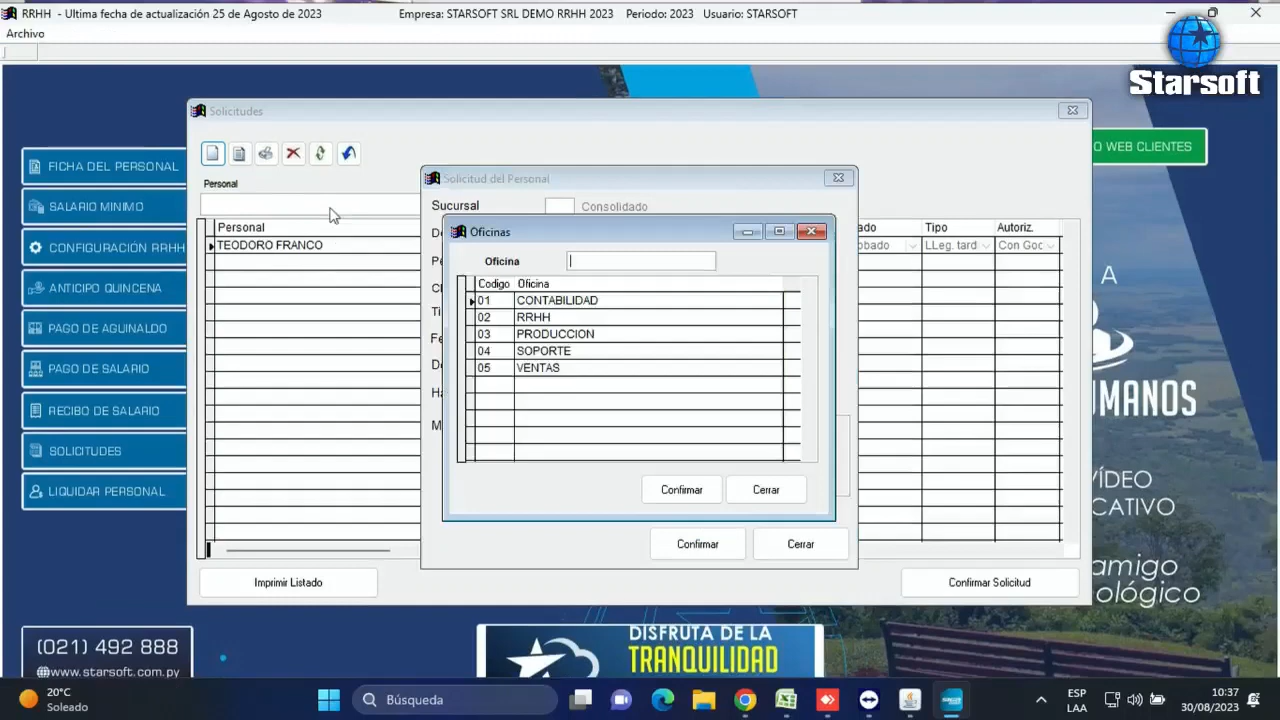 RRHH - Ultima fecha de actualización 25 de Agosto de 2023 Empresa: STARSOFT SRL DEMO RRHH 2023 Periodo: 2023 Usuario: STARSOFT
Archivo
Starsoft
Solicitudes
O WEB CLIENTES
FICHA DEL PERSONAL
SALARIO MINIMO
CONFIGURACIÓN RRHH
ANTICIPO QUINCENA
PAGO DE AGUINALDO
PAGO DE SALARIO
RECIBO DE SALARIO
SOLICITUDES
LIQUIDAR PERSONAL
Personal
Personal
TEODORO FRANCO
Solicitud del Personal
Sucursal Consolidado
Oficinas
Oficina
Codigo Oficina
01 CONTABILIDAD
02 RRHH
03 PRODUCCION
04 SOPORTE
05 VENTAS
Confirmar Cerrar
Confirmar Cerrar
ado Tipo Autoriz.
obado LLeg. tard Con Goc
Imprimir Listado
Confirmar Solicitud
A
UMANOS
VÍDEO
CATIVO
amigo
ológico
(021) 492 888
www.starsoft.com.py
DISFRUTA DE LA
TRANQUILIDAD
20°C
Soleado
Búsqueda
ESP
LAA
10:37
30/08/2023